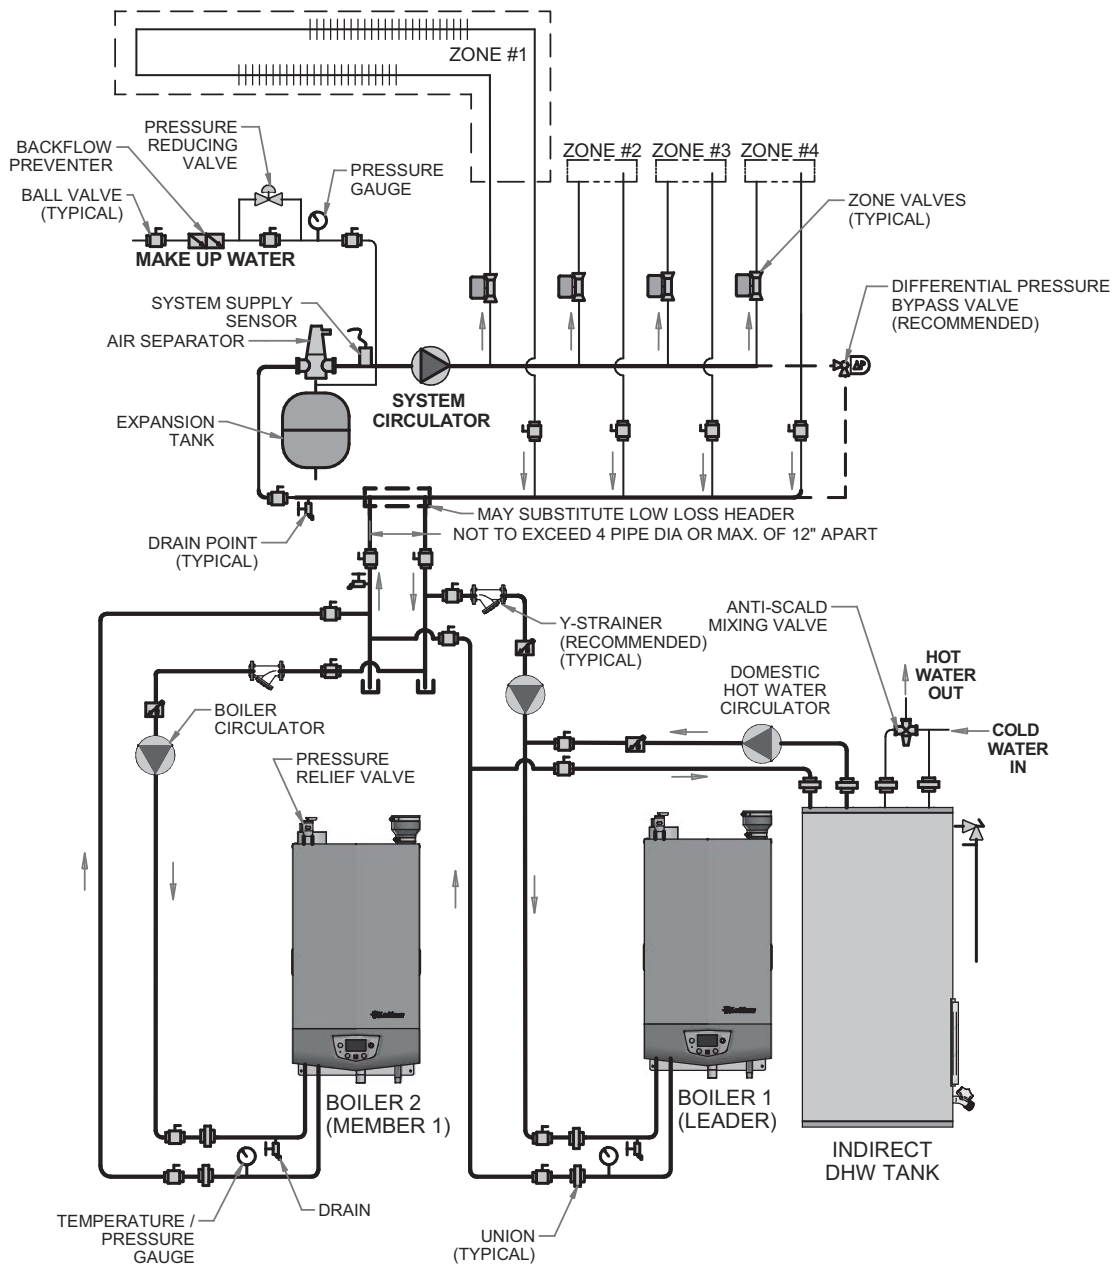 ZONE #1
PRESSURE
REDUCING
VALVE
BACKFLOW
PREVENTER
BALL VALVE
(TYPICAL)
PRESSURE
GAUGE
MAKE UP WATER
ZONE #2
ZONE #3
ZONE #4
ZONE VALVES
(TYPICAL)
DIFFERENTIAL PRESSURE
BYPASS VALVE
(RECOMMENDED)
ΔP
SYSTEM SUPPLY
SENSOR
AIR SEPARATOR
SYSTEM
CIRCULATOR
EXPANSION
TANK
MAY SUBSTITUTE LOW LOSS HEADER
NOT TO EXCEED 4 PIPE DIA OR MAX. OF 12" APART
DRAIN POINT
(TYPICAL)
Y-STRAINER
(RECOMMENDED)
(TYPICAL)
ANTI-SCALD
MIXING VALVE
HOT
WATER
OUT
DOMESTIC
HOT WATER
CIRCULATOR
COLD
WATER
IN
BOILER
CIRCULATOR
PRESSURE
RELIEF VALVE
BOILER 2
(MEMBER 1)
BOILER 1
(LEADER)
INDIRECT
DHW TANK
TEMPERATURE /
PRESSURE
GAUGE
DRAIN
UNION
(TYPICAL)